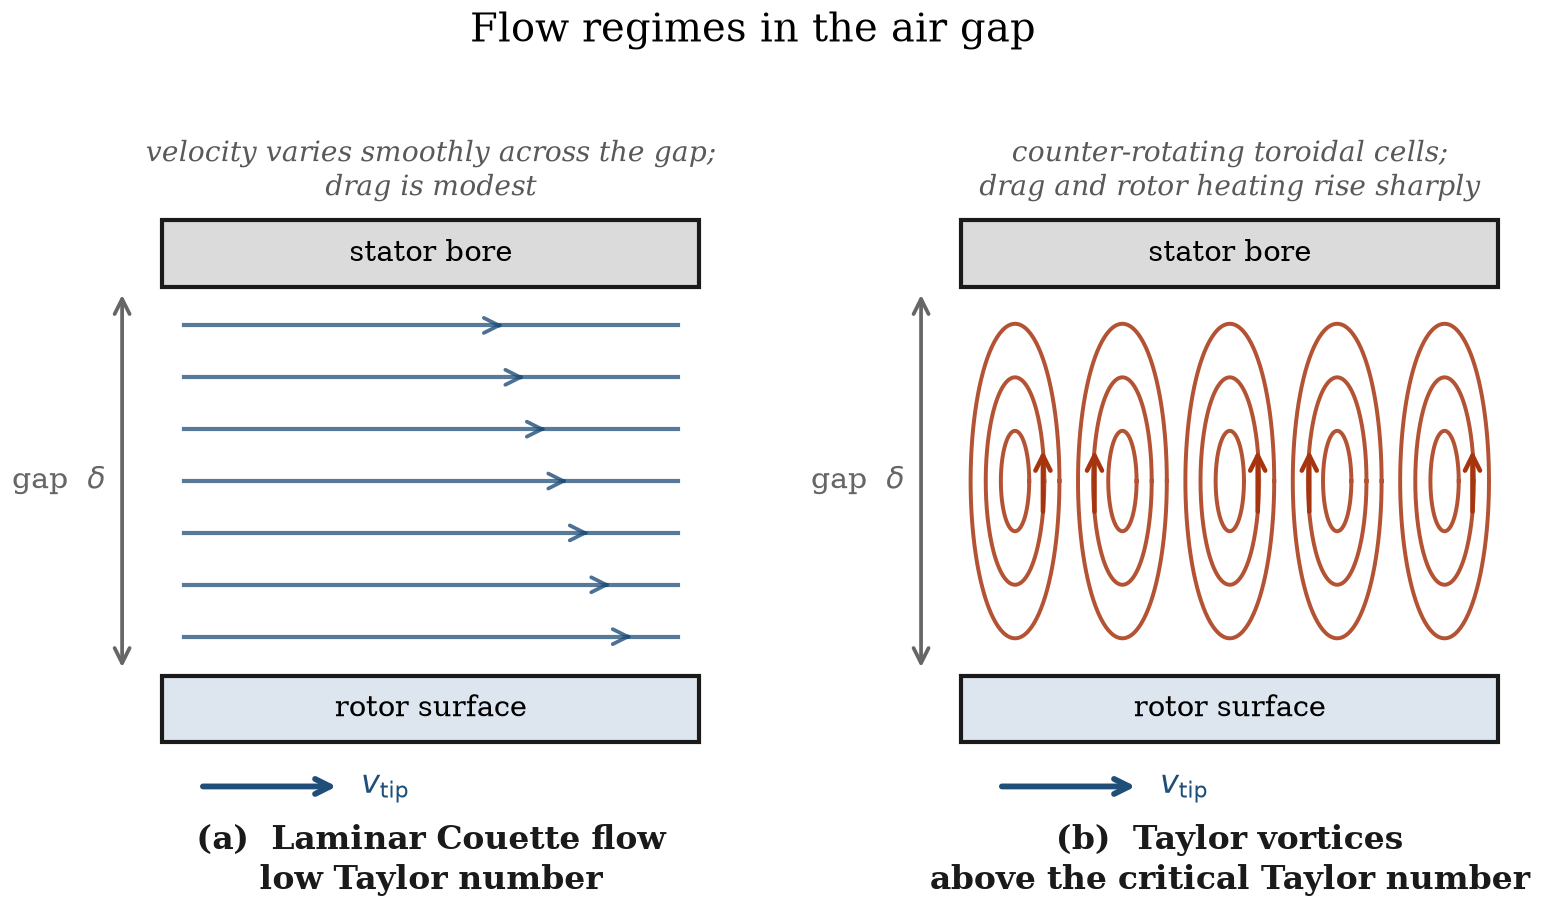 Flow regimes in the air gap
velocity varies smoothly across the gap;
drag is modest
stator bore
gap δ
rotor surface
v_tip
(a) Laminar Couette flow
low Taylor number
counter-rotating toroidal cells;
drag and rotor heating rise sharply
stator bore
gap δ
rotor surface
v_tip
(b) Taylor vortices
above the critical Taylor number